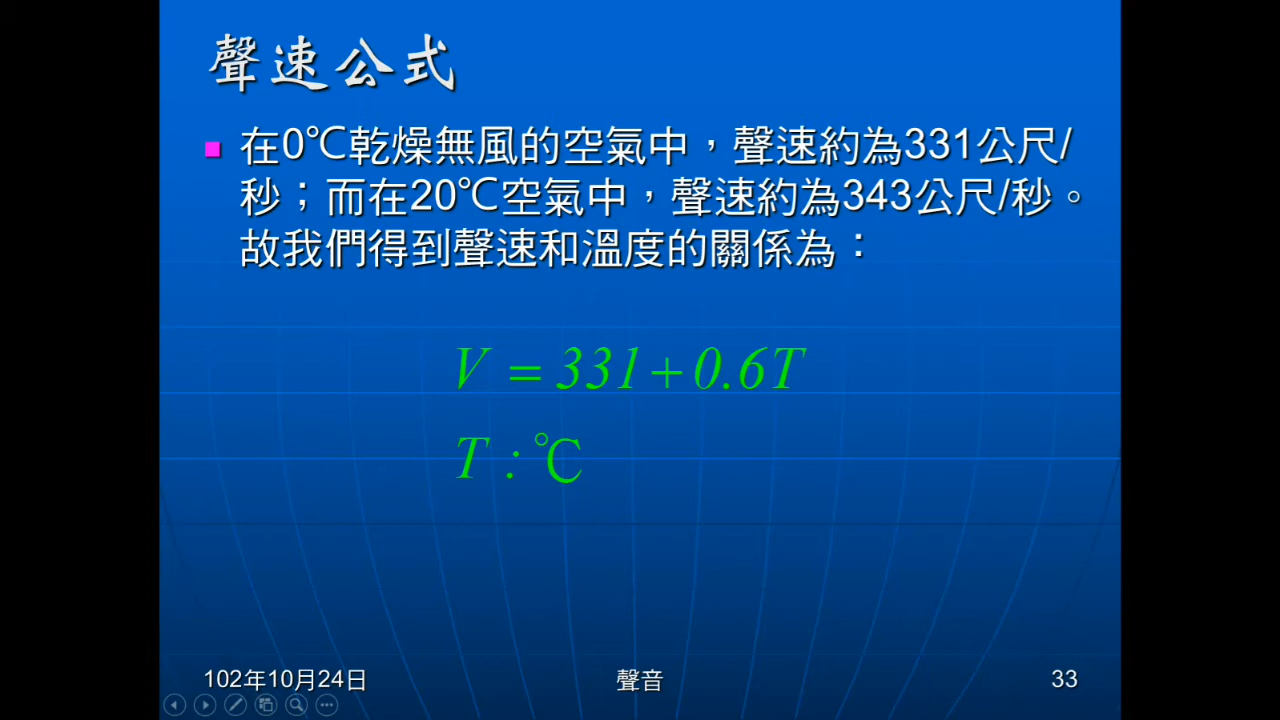 聲速公式
在0℃乾燥無風的空氣中，聲速約為331公尺/
秒；而在20℃空氣中，聲速約為343公尺/秒。
故我們得到聲速和溫度的關係為：
V = 331+0.6T
T : ℃
102年10月24日
聲音
33